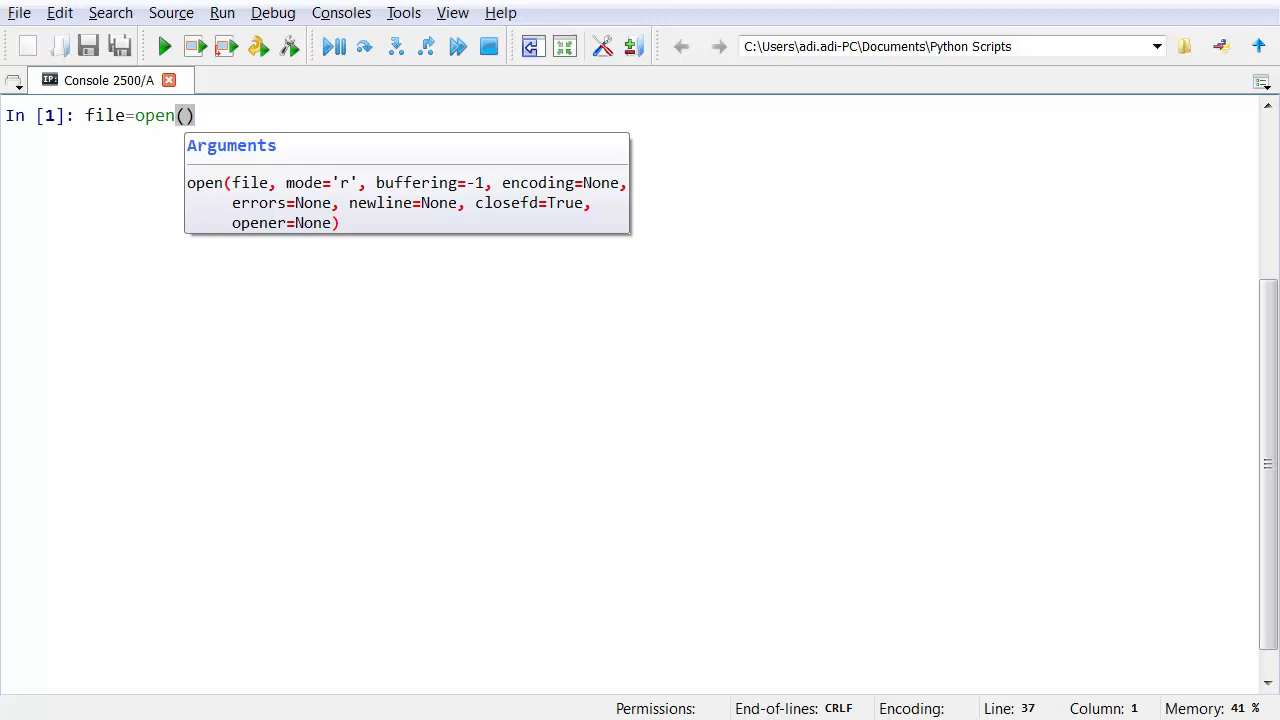 File Edit Search Source Run Debug Consoles Tools View Help
C:\Users\adnadi-PC\Documents\Python Scripts
IP: Console 2500/A
In [1]: file=open()
Arguments
open(file, mode='r', buffering=-1, encoding=None,
errors=None, newline=None, closefd=True,
opener=None)
Permissions: End-of-lines: CRLF Encoding: Line: 37 Column: 1 Memory: 41 %